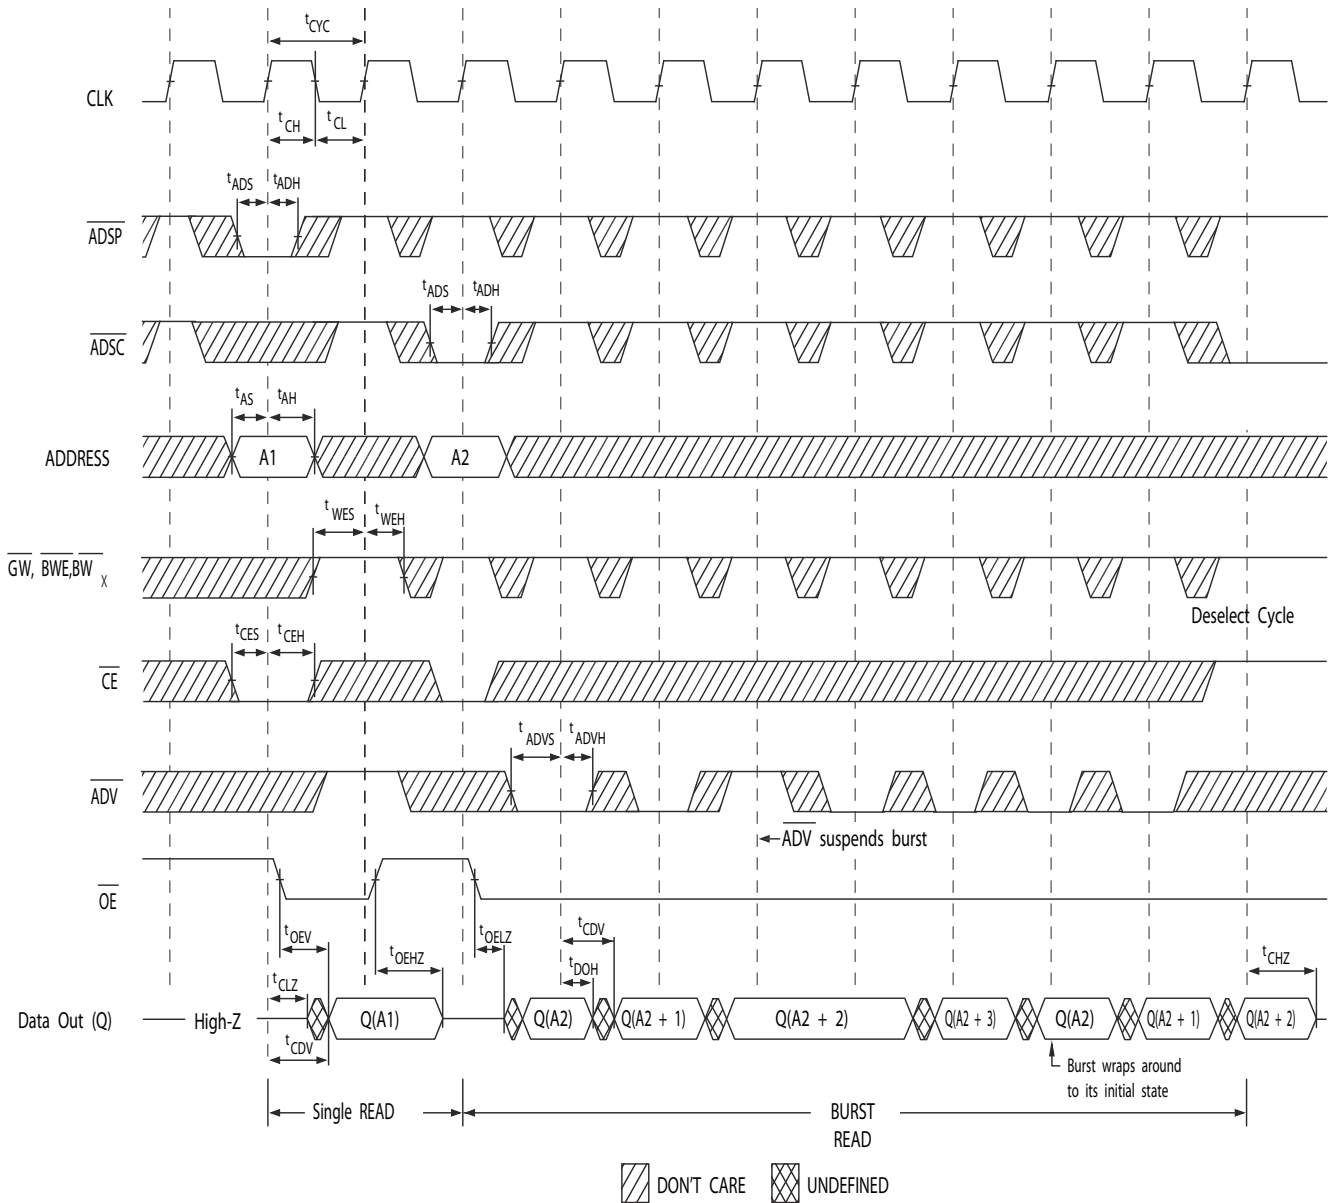 tCYC
CLK
tCH
tCL
tADS
tADH
ADSP
tADS
tADH
ADSC
tAS
tAH
ADDRESS
A1
A2
tWES
tWEH
GW, BWE,BW X
Deselect Cycle
tCES
tCEH
CE
tADVS
tADVH
ADV
ADV suspends burst
OE
tOEV
tOEHZ
tOELZ
tCDV
tCLZ
tDOH
tCHZ
Data Out (Q)
High-Z
Q(A1)
Q(A2)
Q(A2 + 1)
Q(A2 + 2)
Q(A2 + 3)
Q(A2)
Q(A2 + 1)
Q(A2 + 2)
tCDV
Burst wraps around
to its initial state
Single READ
BURST
READ
DON'T CARE
UNDEFINED